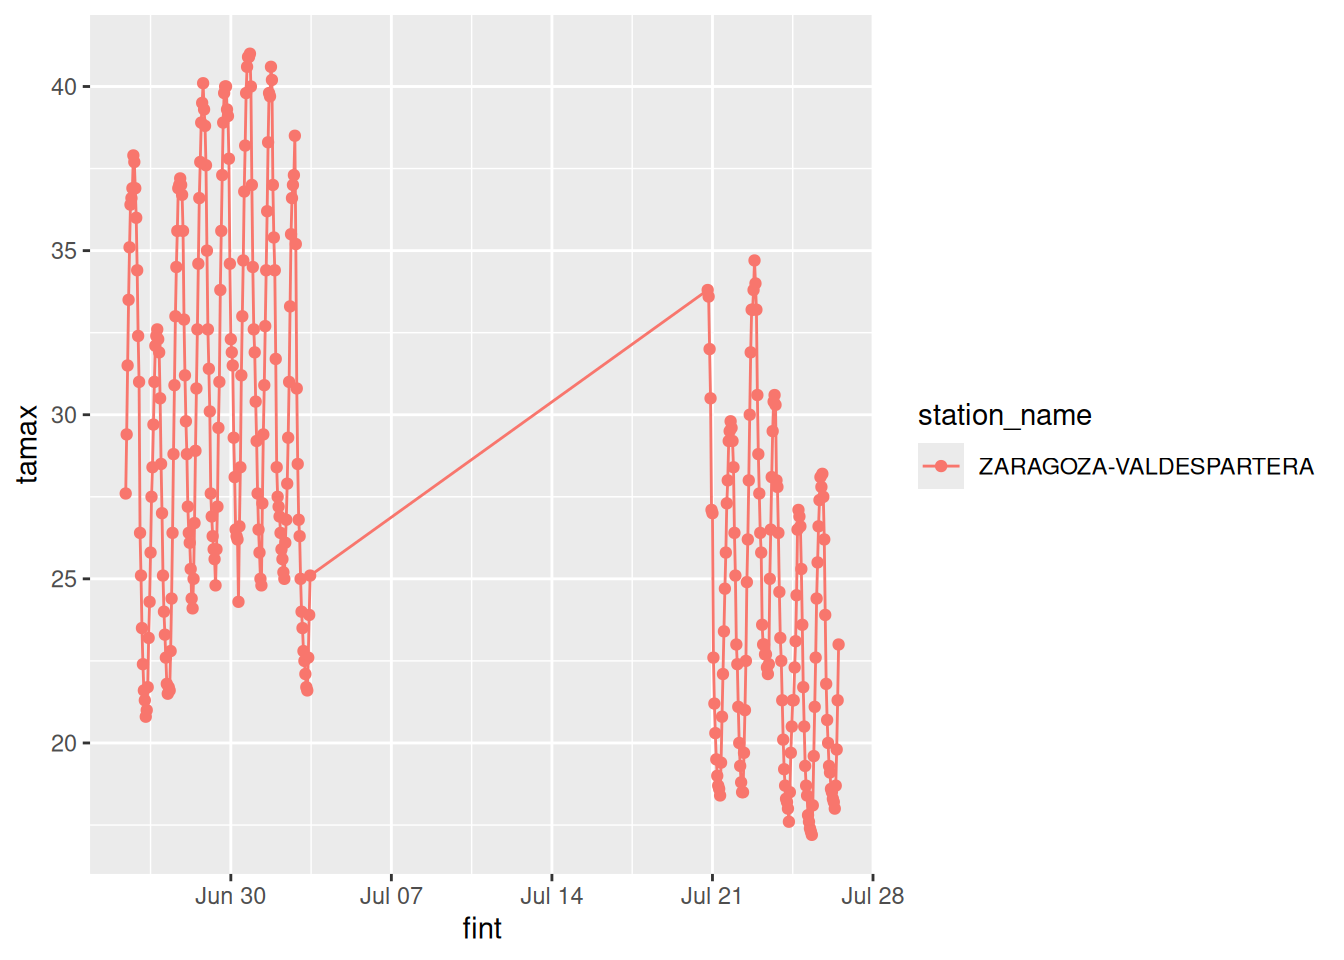 40
35
30
25
20
tamax
Jun 30
Jul 07
Jul 14
Jul 21
Jul 28
fint
station_name
ZARAGOZA-VALDESPARTERA